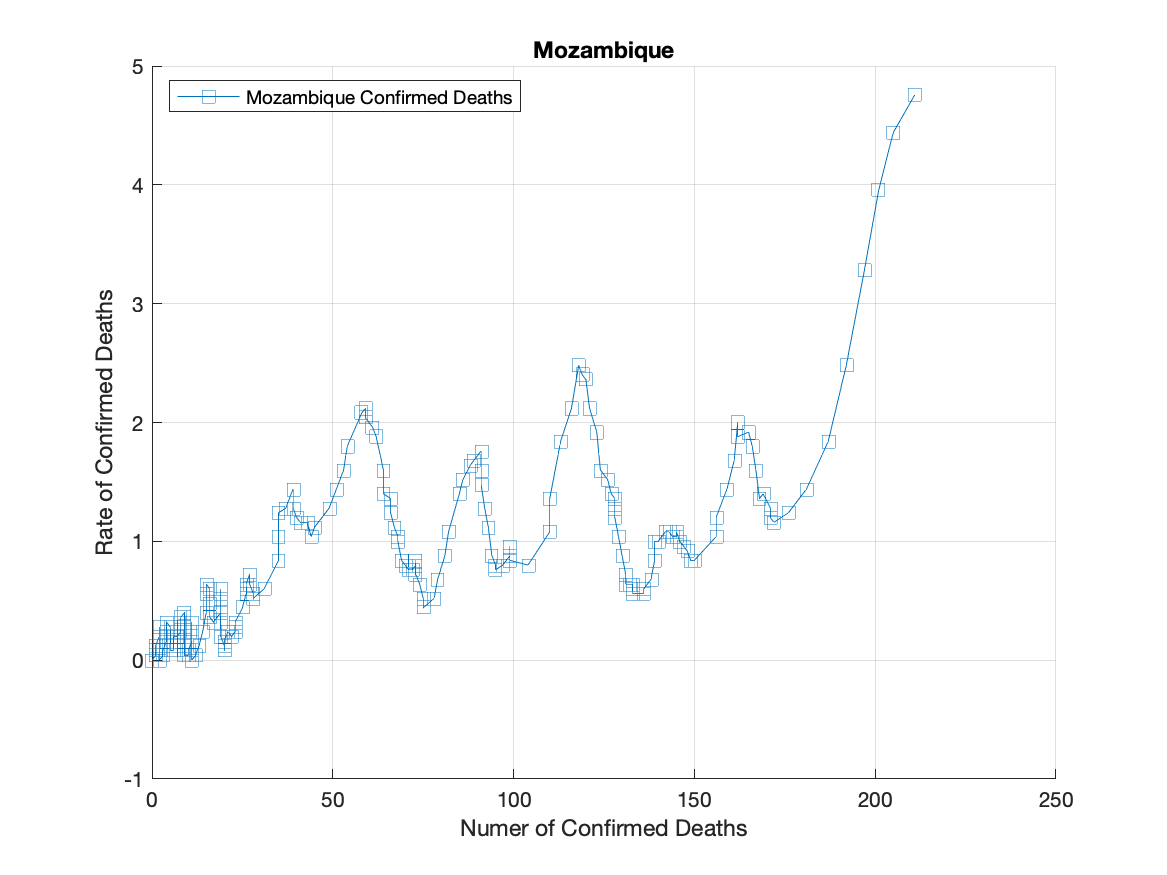 Mozambique
Mozambique Confirmed Deaths
5
4
3
2
1
0
-1
Rate of Confirmed Deaths
0 50 100 150 200 250
Numer of Confirmed Deaths